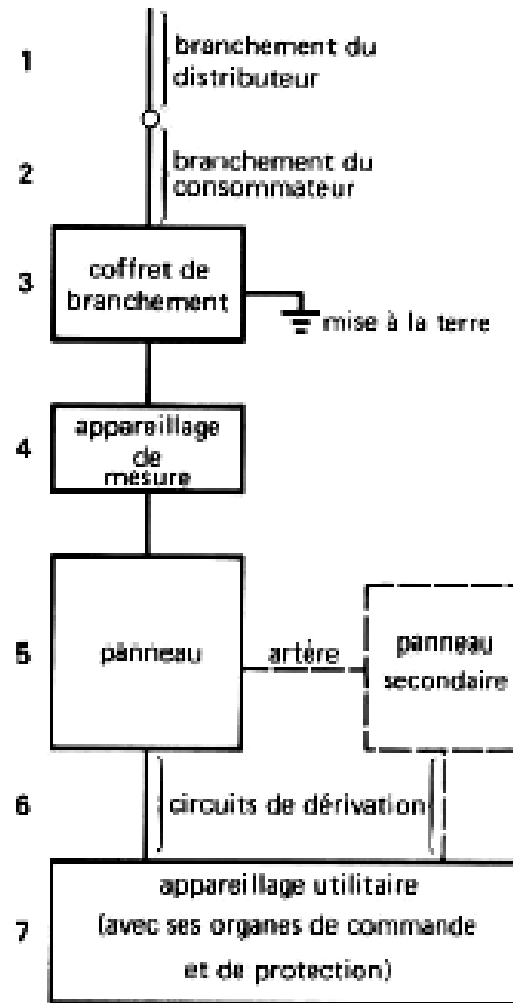 1
branchement du
distributeur
2
branchement du
consommateur
3
coffret de
branchement
mise à la terre
4
appareillage
de
mesure
5
panneau
artère
panneau
secondaire
6
circuits de dérivation
7
appareillage utilitaire
(avec ses organes de commande
et de protection)